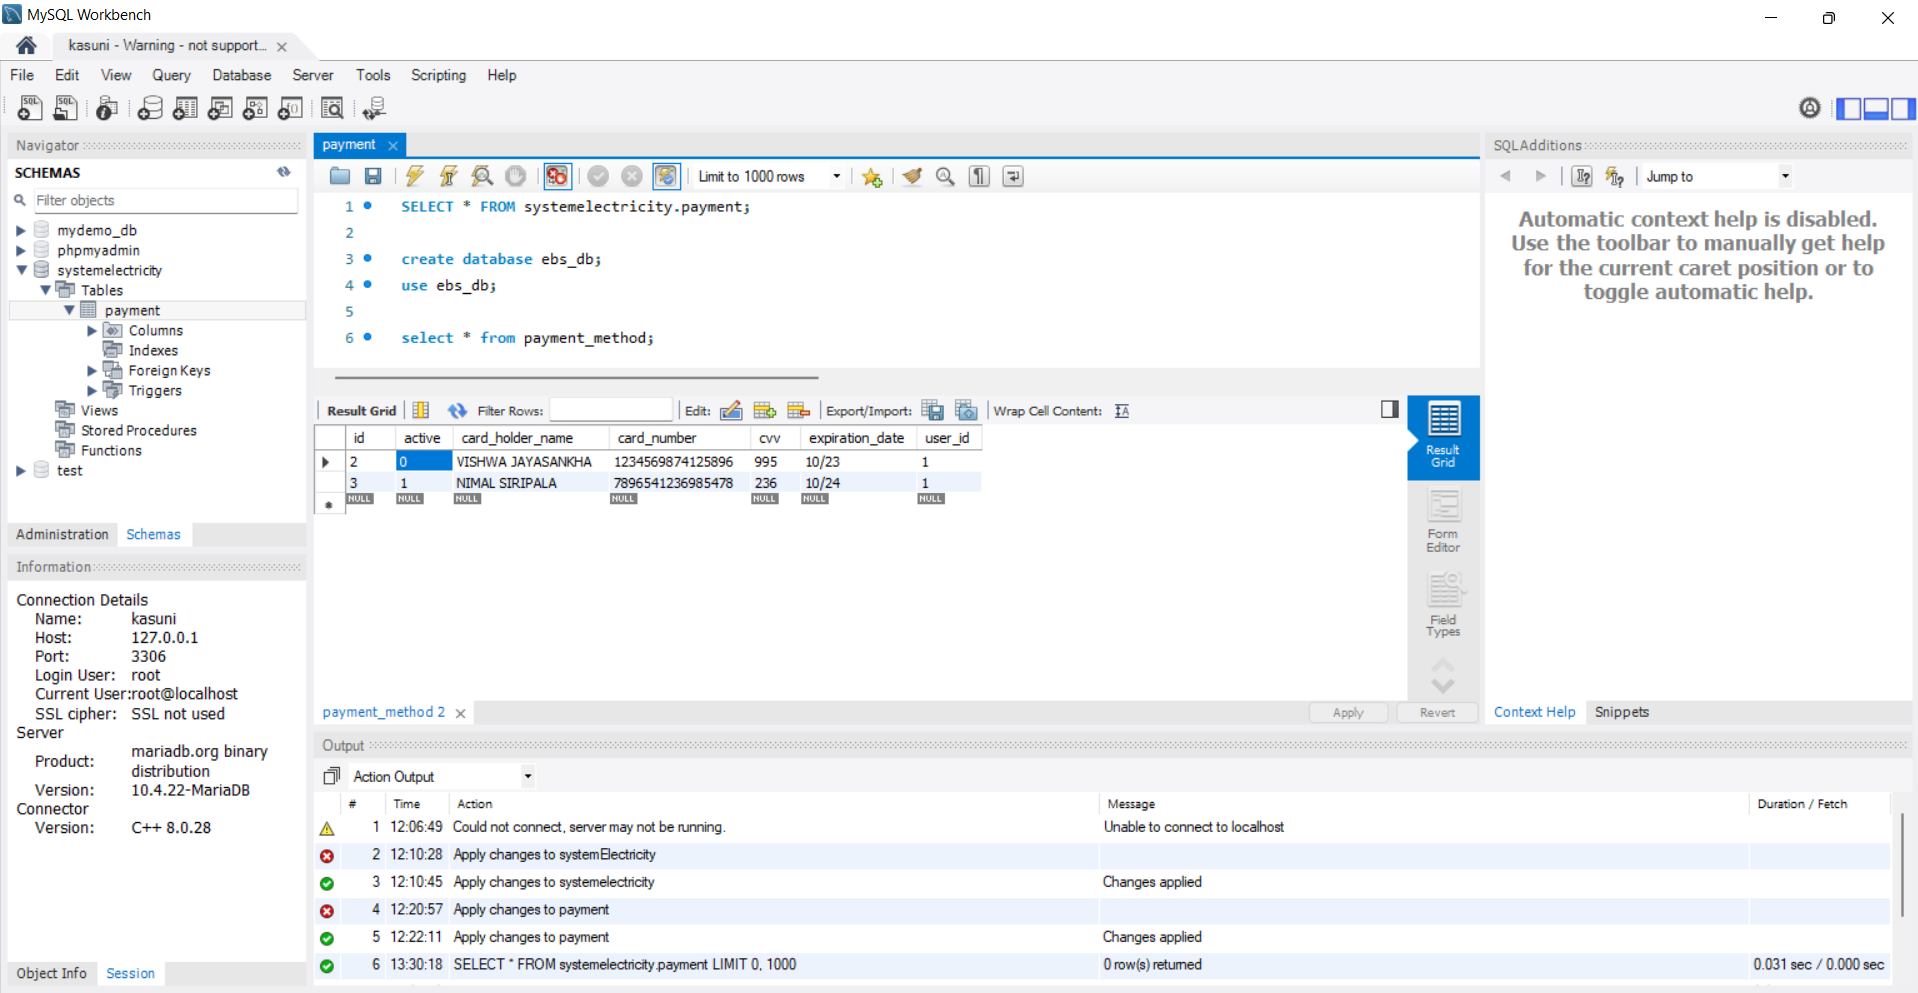 MySQL Workbench
kasuni - Warning - not support...
File Edit View Query Database Server Tools Scripting Help
Navigator
SCHEMAS
Filter objects
mydemo_db
phpmyadmin
systemelectricity
Tables
payment
Columns
Indexes
Foreign Keys
Triggers
Views
Stored Procedures
Functions
test
Administration Schemas
Information
Connection Details
Name: kasuni
Host: 127.0.0.1
Port: 3306
Login User: root
Current User: root@localhost
SSL cipher: SSL not used
Server
Product: mariadb.org binary
distribution
Version: 10.4.22-MariaDB
Connector
Version: C++ 8.0.28
Object Info Session
payment
Limit to 1000 rows
1 SELECT * FROM systemelectricity.payment;
2
3 create database ebs_db;
4 use ebs_db;
5
6 select * from payment_method;
Result Grid Filter Rows: Edit: Export/Import: Wrap Cell Content:
id active card_holder_name card_number cvv expiration_date user_id
2 0 VISHWA JAYASANKHA 1234569874125896 995 10/23 1
3 1 NIMAL SIRIPALA 7896541236985478 236 10/24 1
NULL NULL NULL NULL NULL NULL NULL
Result
Grid
Form
Editor
Field
Types
payment_method 2
Apply Revert
SQLAdditions
Jump to
Automatic context help is disabled.
Use the toolbar to manually get help
for the current caret position or to
toggle automatic help.
Context Help Snippets
Output
Action Output
# Time Action Message Duration / Fetch
1 12:06:49 Could not connect, server may not be running. Unable to connect to localhost
2 12:10:28 Apply changes to systemElectricity
3 12:10:45 Apply changes to systemelectricity Changes applied
4 12:20:57 Apply changes to payment
5 12:22:11 Apply changes to payment Changes applied
6 13:30:18 SELECT * FROM systemelectricity.payment LIMIT 0, 1000 0 row(s) returned 0.031 sec / 0.000 sec